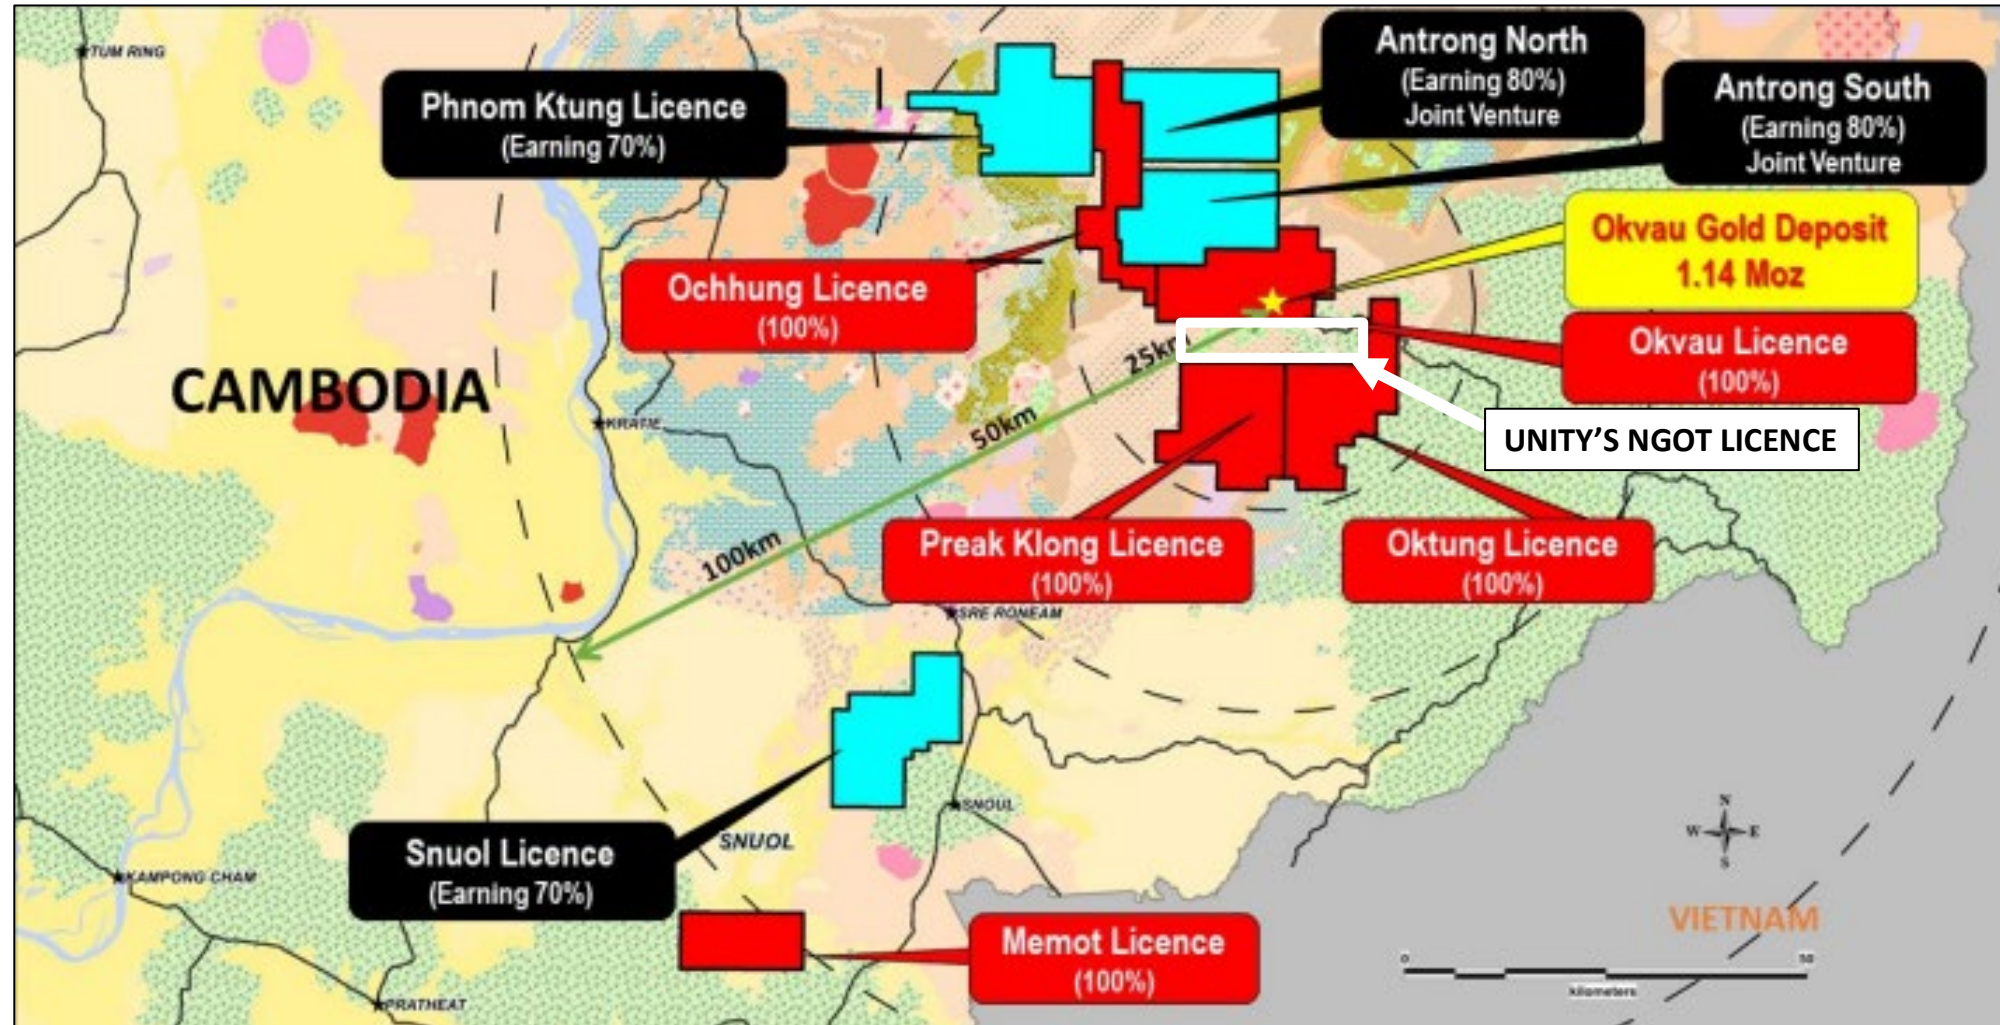 TUM RING
Phnom Ktung Licence
(Earning 70%)
Antrong North
(Earning 80%)
Joint Venture
Antrong South
(Earning 80%)
Joint Venture
Okvau Gold Deposit
1.14 Moz
Ochhung Licence
(100%)
Okvau Licence
(100%)
25km
CAMBODIA
KRATIE
50km
UNITY'S NGOT LICENCE
100km
Preak Klong Licence
(100%)
Oktung Licence
(100%)
SRE RONEAM
SNOUL
SNUOL
Snuol Licence
(Earning 70%)
KAMPONG CHAM
Memot Licence
(100%)
PRATHEAT
N
W E
S
VIETNAM
0 50
kilometers